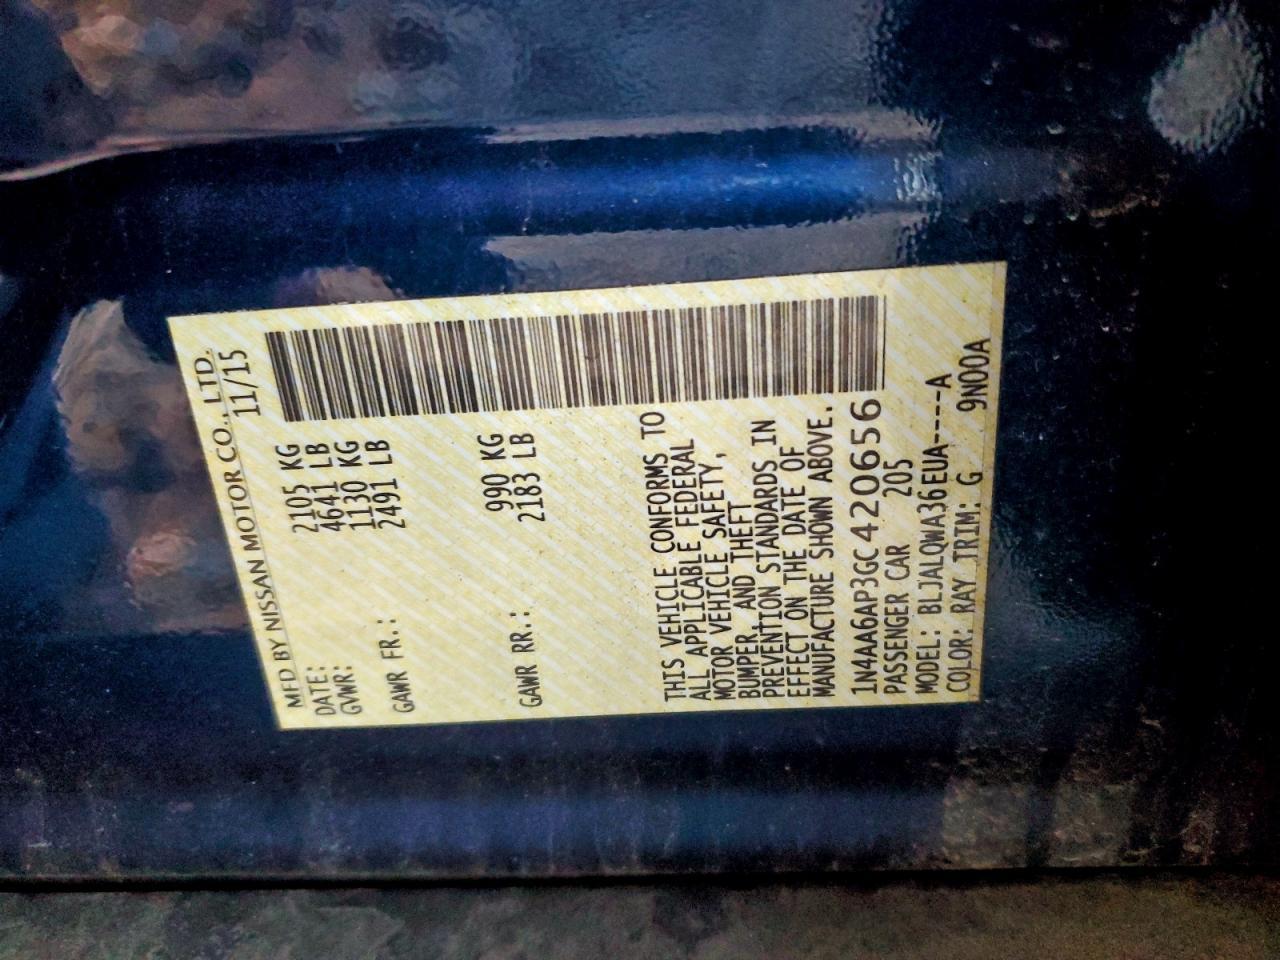 MFD BY NISSAN MOTOR CO., LTD.
DATE: 11/15
GVWR: 2105 KG
4641 LB
GAWR FR.: 1130 KG
2491 LB
GAWR RR.: 990 KG
2183 LB
THIS VEHICLE CONFORMS TO
ALL APPLICABLE FEDERAL
MOTOR VEHICLE SAFETY,
BUMPER, AND THEFT
PREVENTION STANDARDS IN
EFFECT ON THE DATE OF
MANUFACTURE SHOWN ABOVE.
1N4AA6AP3GC420656
PASSENGER CAR 205
MODEL: BLJALQWA36EUA-----A
COLOR: RAY TRIM: G 9N00A